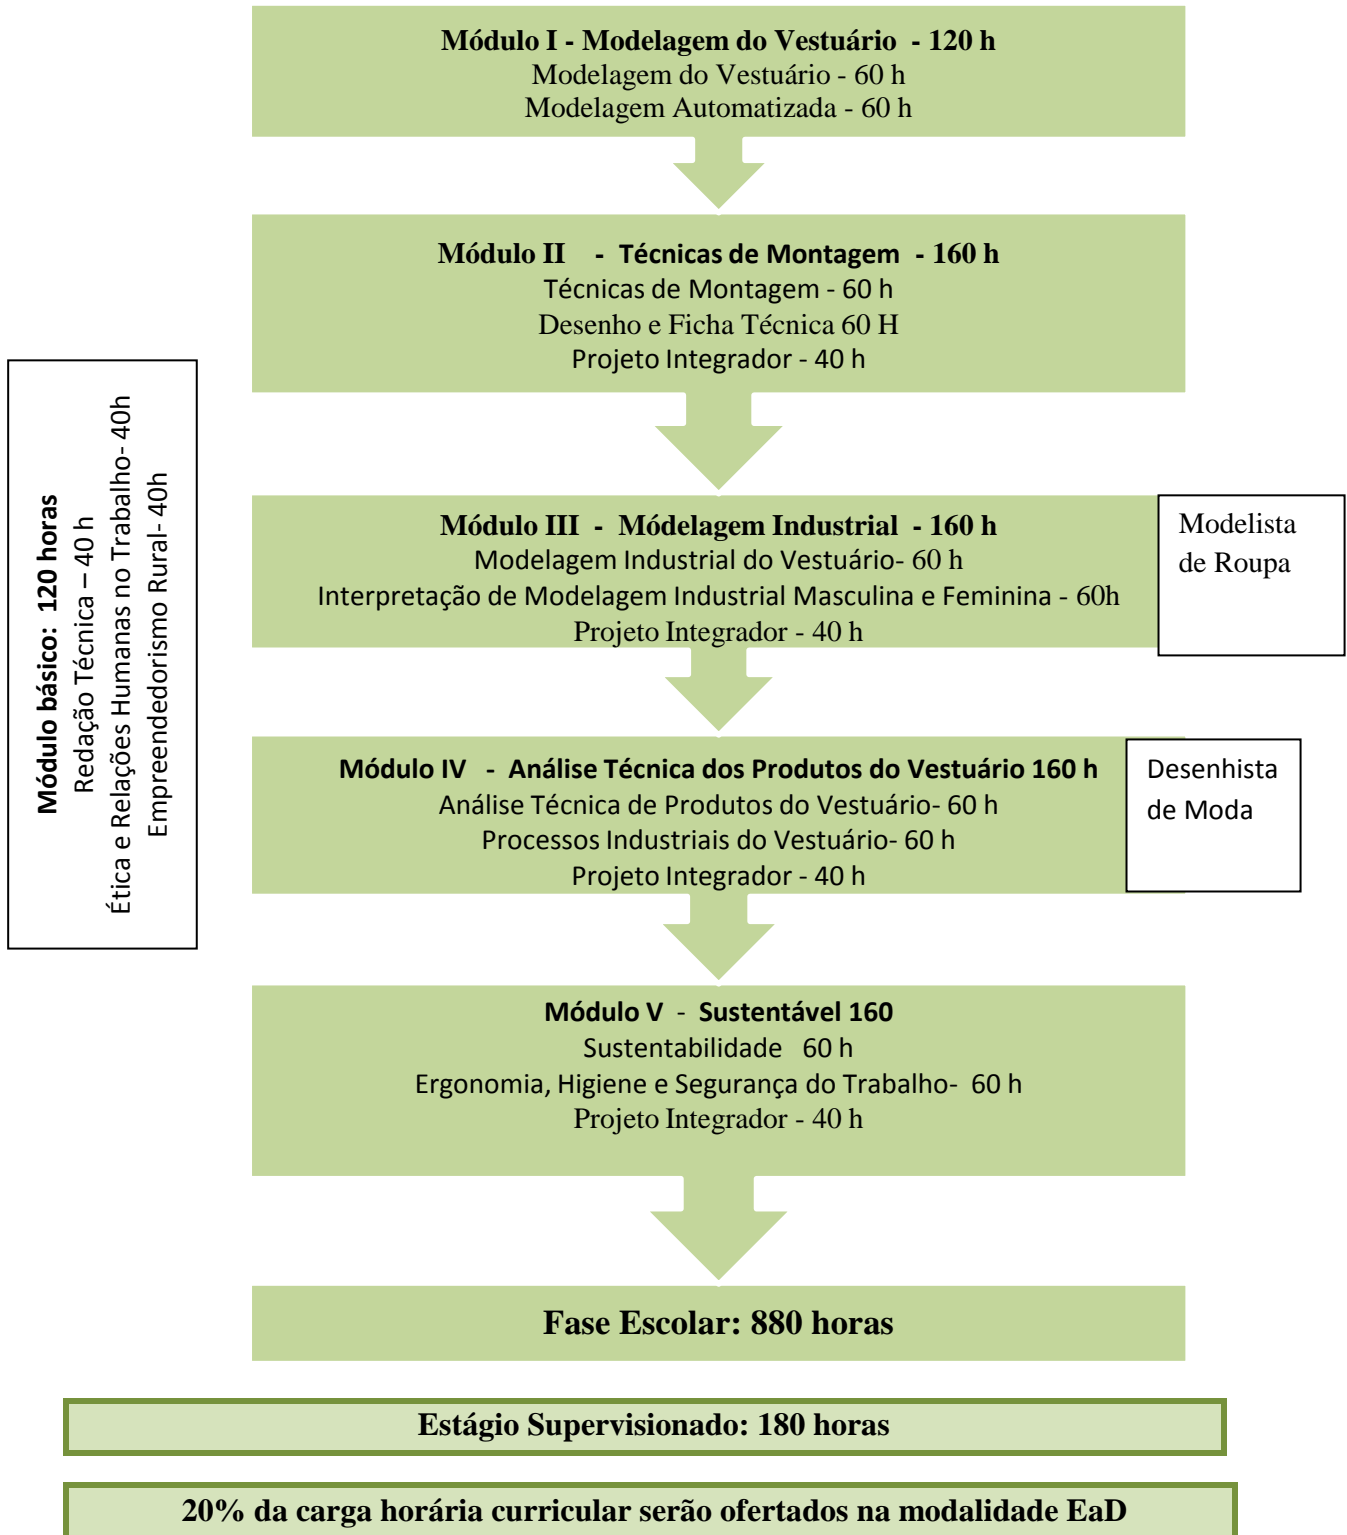 Módulo I - Modelagem do Vestuário - 120 h
Modelagem do Vestuário - 60 h
Modelagem Automatizada - 60 h
Módulo II - Técnicas de Montagem - 160 h
Técnicas de Montagem - 60 h
Desenho e Ficha Técnica 60 H
Projeto Integrador - 40 h
Módulo básico: 120 horas
Redação Técnica – 40 h
Ética e Relações Humanas no Trabalho- 40h
Empreendedorismo Rural- 40h
Módulo III - Módelagem Industrial - 160 h
Modelagem Industrial do Vestuário- 60 h
Interpretação de Modelagem Industrial Masculina e Feminina - 60h
Projeto Integrador - 40 h
Modelista
de Roupa
Módulo IV - Análise Técnica dos Produtos do Vestuário 160 h
Análise Técnica de Produtos do Vestuário- 60 h
Processos Industriais do Vestuário- 60 h
Projeto Integrador - 40 h
Desenhista
de Moda
Módulo V - Sustentável 160
Sustentabilidade 60 h
Ergonomia, Higiene e Segurança do Trabalho- 60 h
Projeto Integrador - 40 h
Fase Escolar: 880 horas
Estágio Supervisionado: 180 horas
20% da carga horária curricular serão ofertados na modalidade EaD